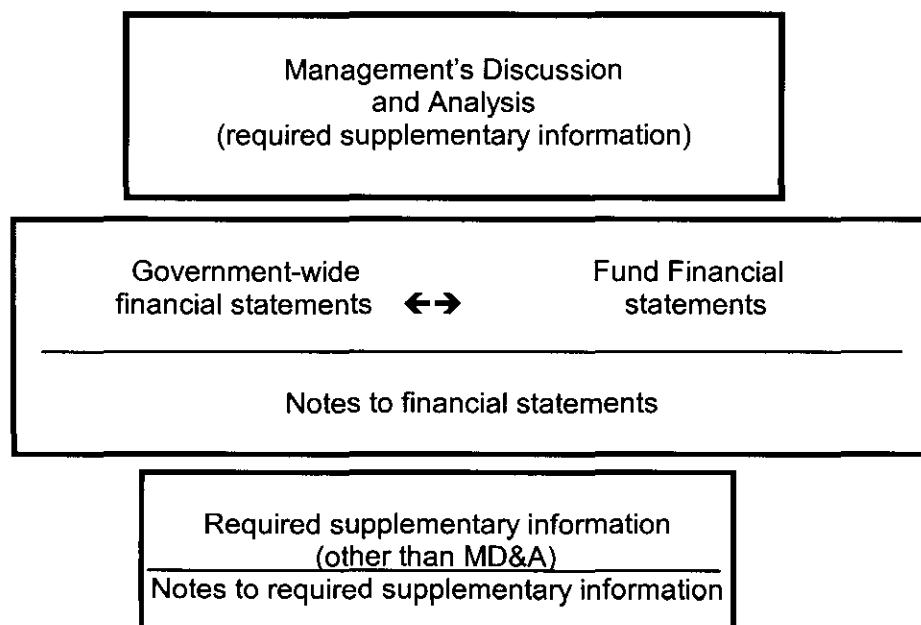 Management's Discussion
and Analysis
(required supplementary information)
Government-wide
financial statements
Fund Financial
statements
Notes to financial statements
Required supplementary information
(other than MD&A)
Notes to required supplementary information